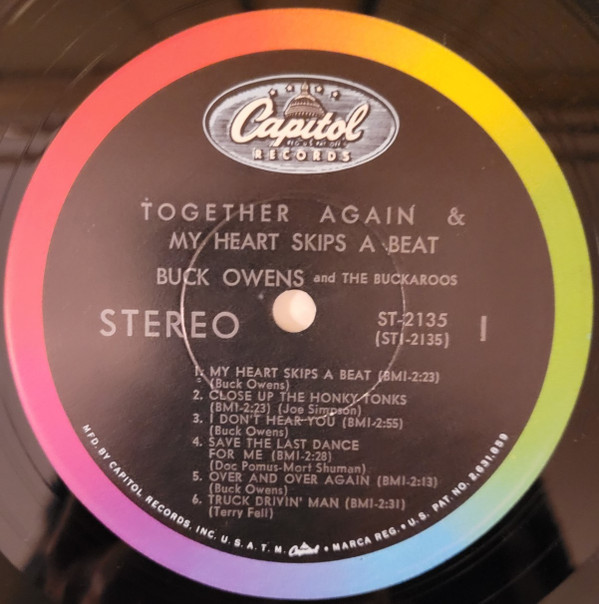 Capitol
RECORDS
TOGETHER AGAIN &
MY HEART SKIPS A BEAT
BUCK OWENS and THE BUCKAROOS
STEREO
ST-2135
(ST1-2135)
1
1. MY HEART SKIPS A BEAT (BMI-2:23)
(Buck Owens)
2. CLOSE UP THE HONKY TONKS
(BMI-2:23) (Joe Simpson)
3. I DON'T HEAR YOU (BMI-2:55)
(Buck Owens)
4. SAVE THE LAST DANCE
FOR ME (BMI-2:28)
(Doc Pomus-Mort Shuman)
5. OVER AND OVER AGAIN (BMI-2:13)
(Buck Owens)
6. TRUCK DRIVIN' MAN (BMI-2:31)
(Terry Fell)
MFD. BY CAPITOL RECORDS, INC. U. S. A. T. M. Capitol • MARCA REG. • U. S. PAT. NO. 2,631,859